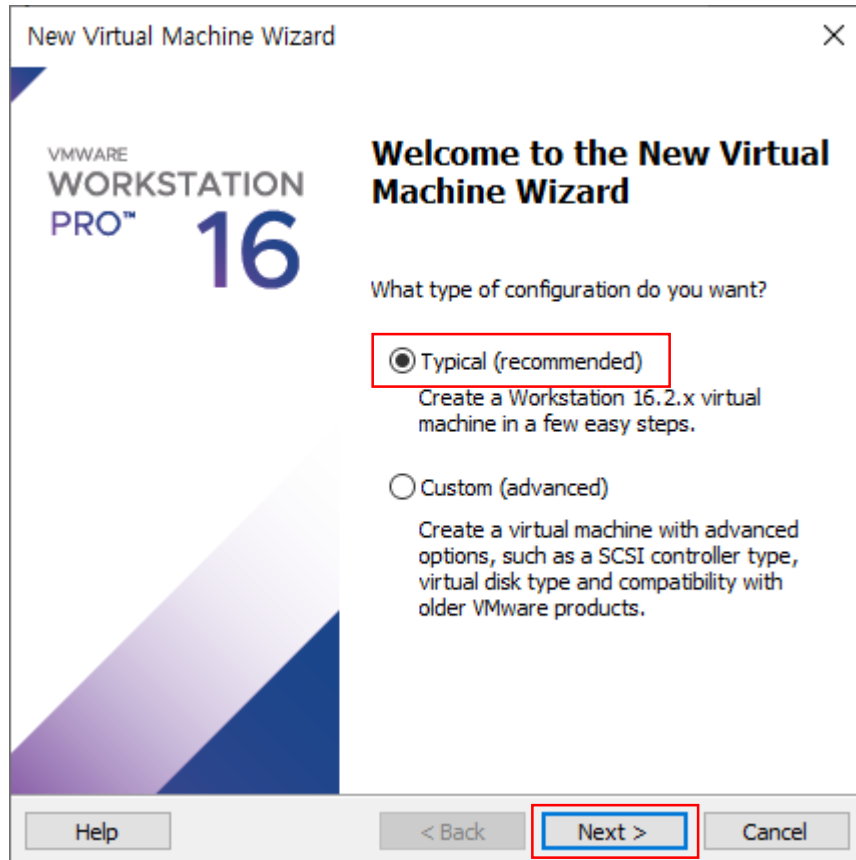 New Virtual Machine Wizard
VMWARE
WORKSTATION
PRO™ 16
Welcome to the New Virtual
Machine Wizard
What type of configuration do you want?
Typical (recommended)
Create a Workstation 16.2.x virtual
machine in a few easy steps.
Custom (advanced)
Create a virtual machine with advanced
options, such as a SCSI controller type,
virtual disk type and compatibility with
older VMware products.
Help
< Back
Next >
Cancel